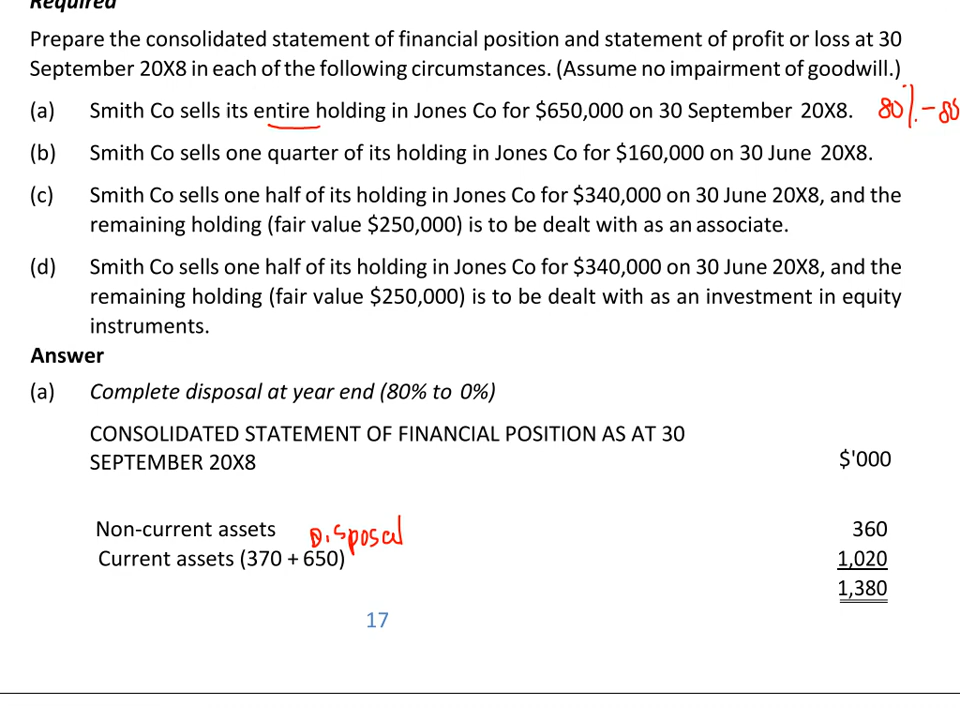 Required
Prepare the consolidated statement of financial position and statement of profit or loss at 30
September 20X8 in each of the following circumstances. (Assume no impairment of goodwill.)
(a) Smith Co sells its entire holding in Jones Co for $650,000 on 30 September 20X8. 80% - 80
(b) Smith Co sells one quarter of its holding in Jones Co for $160,000 on 30 June 20X8.
(c) Smith Co sells one half of its holding in Jones Co for $340,000 on 30 June 20X8, and the
remaining holding (fair value $250,000) is to be dealt with as an associate.
(d) Smith Co sells one half of its holding in Jones Co for $340,000 on 30 June 20X8, and the
remaining holding (fair value $250,000) is to be dealt with as an investment in equity
instruments.
Answer
(a) Complete disposal at year end (80% to 0%)
CONSOLIDATED STATEMENT OF FINANCIAL POSITION AS AT 30
SEPTEMBER 20X8 $'000
Non-current assets Disposal 360
Current assets (370 + 650) 1,020
1,380
17